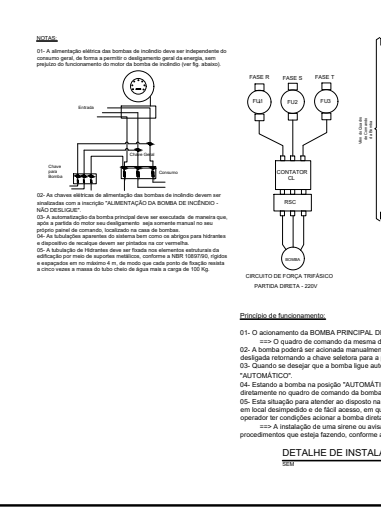 NOTAS:
01- A alimentação elétrica das bombas de incêndio deve ser independente do
consumo geral, de forma a permitir o desligamento geral da energia, sem
prejuízo do funcionamento do motor da bomba de incêndio (ver fig. abaixo).
Entrada
Chave Geral
Chave
para
Bomba
Consumo
02- As chaves elétricas de alimentação das bombas de incêndio devem ser
sinalizadas com a inscrição "ALIMENTAÇÃO DA BOMBA DE INCÊNDIO -
NÃO DESLIGUE".
03- A automatização da bomba principal deve ser executada de maneira que,
após a partida do motor seu desligamento seja somente manual no seu
próprio painel de comando, localizado na casa de bombas.
04- As tubulações aparentes do sistema bem como os abrigos para hidrantes
e dispositivo de recalque devem ser pintados na cor vermelha.
05- A tubulação de Hidrantes deve ser fixada nos elementos estruturais da
edificação por meio de suportes metálicos, conforme a NBR 10897/90, rígidos
e espaçados em no máximo 4 m, de modo que cada ponto de fixação resista
a cinco vezes a massa do tubo cheio de água mais a carga de 100 Kg.
FASE R FASE S FASE T
FU1 FU2 FU3
CONTATOR
CL
RSC
BOMBA
CIRCUITO DE FORÇA TRIFÁSICO
PARTIDA DIRETA - 220V
Princípio de funcionamento:
01- O acionamento da BOMBA PRINCIPAL DE
==> O quadro de comando da mesma d
02- A bomba poderá ser acionada manualmen
desligada retornando a chave seletora para a
03- Quando se desejar que a bomba ligue aut
"AUTOMÁTICO".
04- Estando a bomba na posição "AUTOMÁTI
diretamente no quadro de comando da bomba
05- Esta situação para atender ao disposto na
em local desimpedido e de fácil acesso, em qu
operador ter condições acionar a bomba direta
==> A instalação de uma sirene ou avis
procedimentos que esteja fazendo, conforme a
DETALHE DE INSTALA
SEM